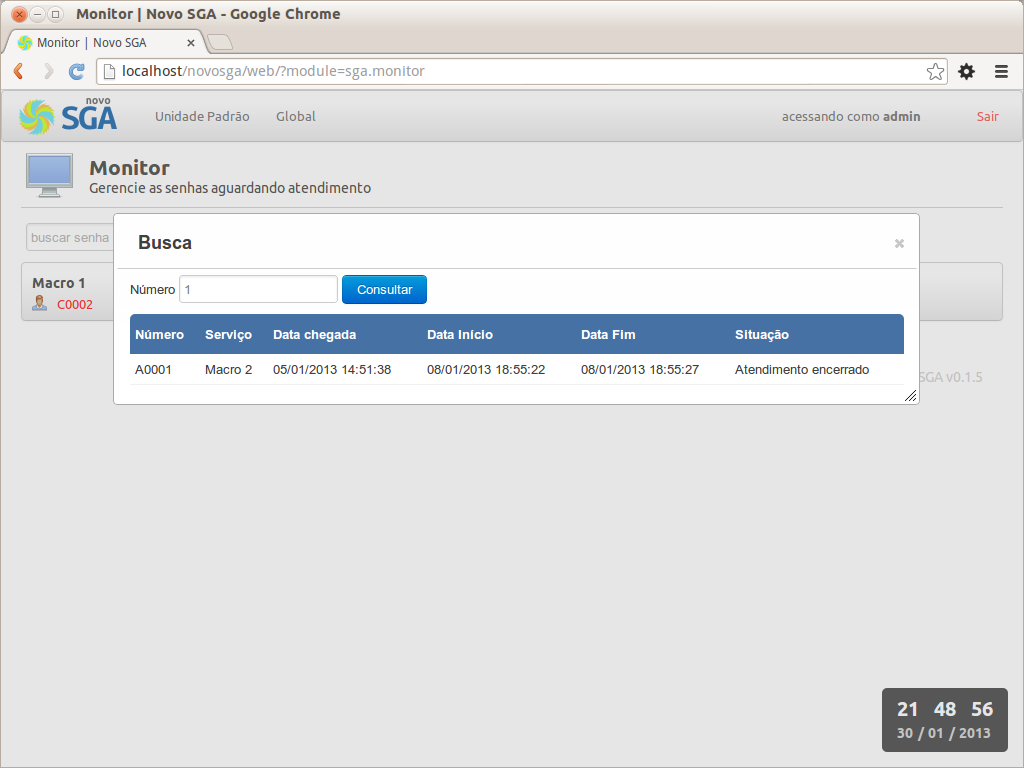 Monitor | Novo SGA - Google Chrome
Monitor | Novo SGA
localhost/novosga/web/?module=sga.monitor
novo
SGA
Unidade Padrão Global acessando como admin Sair
Monitor
Gerencie as senhas aguardando atendimento
buscar senha
Busca
Macro 1
C0002
Número 1 Consultar
Número Serviço Data chegada Data Início Data Fim Situação
A0001 Macro 2 05/01/2013 14:51:38 08/01/2013 18:55:22 08/01/2013 18:55:27 Atendimento encerrado
SGA v0.1.5
21 48 56
30 / 01 / 2013